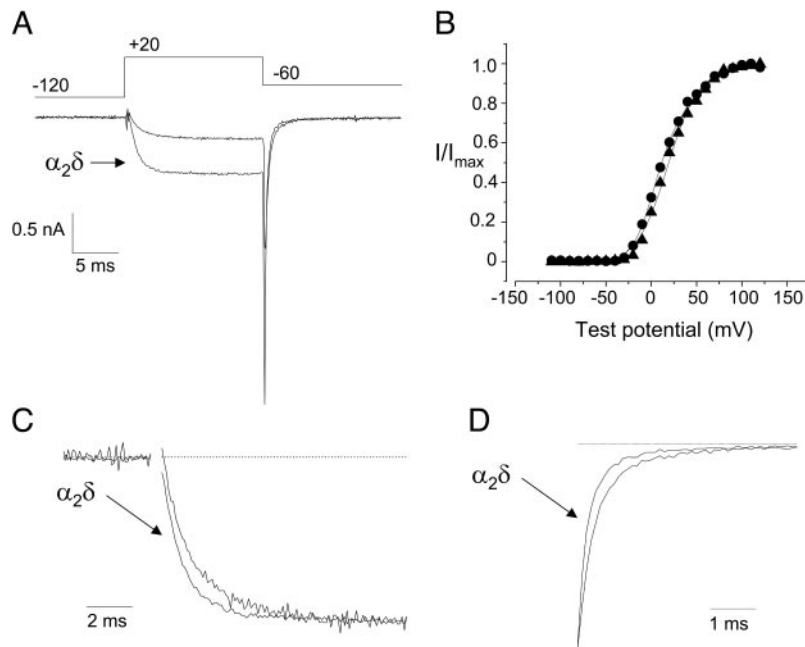 A
+20
-120
-60
α₂δ
0.5 nA
5 ms
B
1.0
0.8
0.6
I/Imax
0.4
0.2
0
-150 -100 -50 0 50 100 150
Test potential (mV)
C
α₂δ
2 ms
D
α₂δ
1 ms